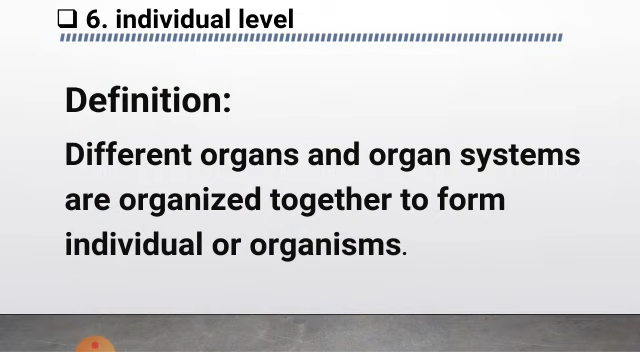 ❑ 6. individual level
Definition:
Different organs and organ systems
are organized together to form
individual or organisms.